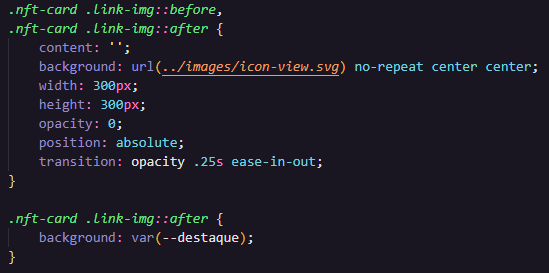 .nft-card .link-img::before,
.nft-card .link-img::after {
    content: '';
    background: url(../images/icon-view.svg) no-repeat center center;
    width: 300px;
    height: 300px;
    opacity: 0;
    position: absolute;
    transition: opacity .25s ease-in-out;
}

.nft-card .link-img::after {
    background: var(--destaque);
}